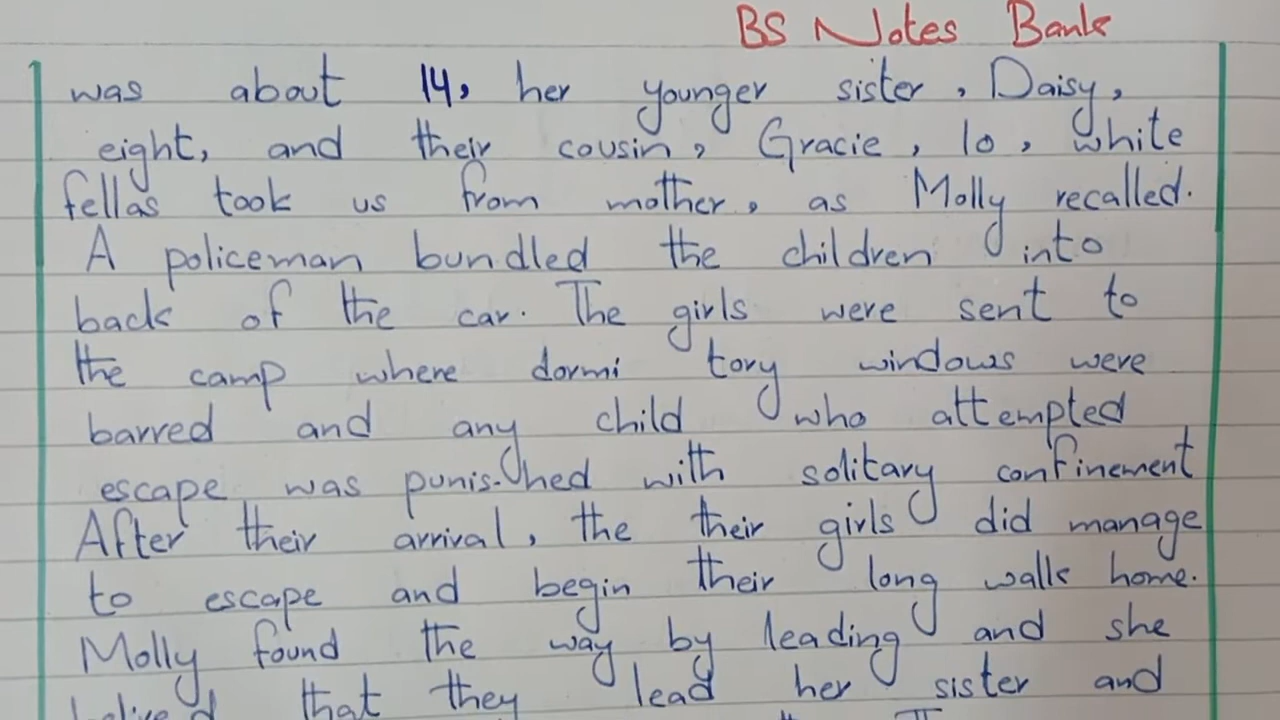 BS Notes Bank
was about 14, her younger sister, Daisy,
eight, and their cousin, Gracie, 10, white
fellas took us from mother, as Molly recalled.
A policeman bundled the children into
back of the car. The girls were sent to
the camp where dormi tory windows were
barred and any child who attempted
escape was punished with solitary confinement
After their arrival, the their girls did manage
to escape and begin their long walk home.
Molly found the way by leading and she
that they lead her sister and